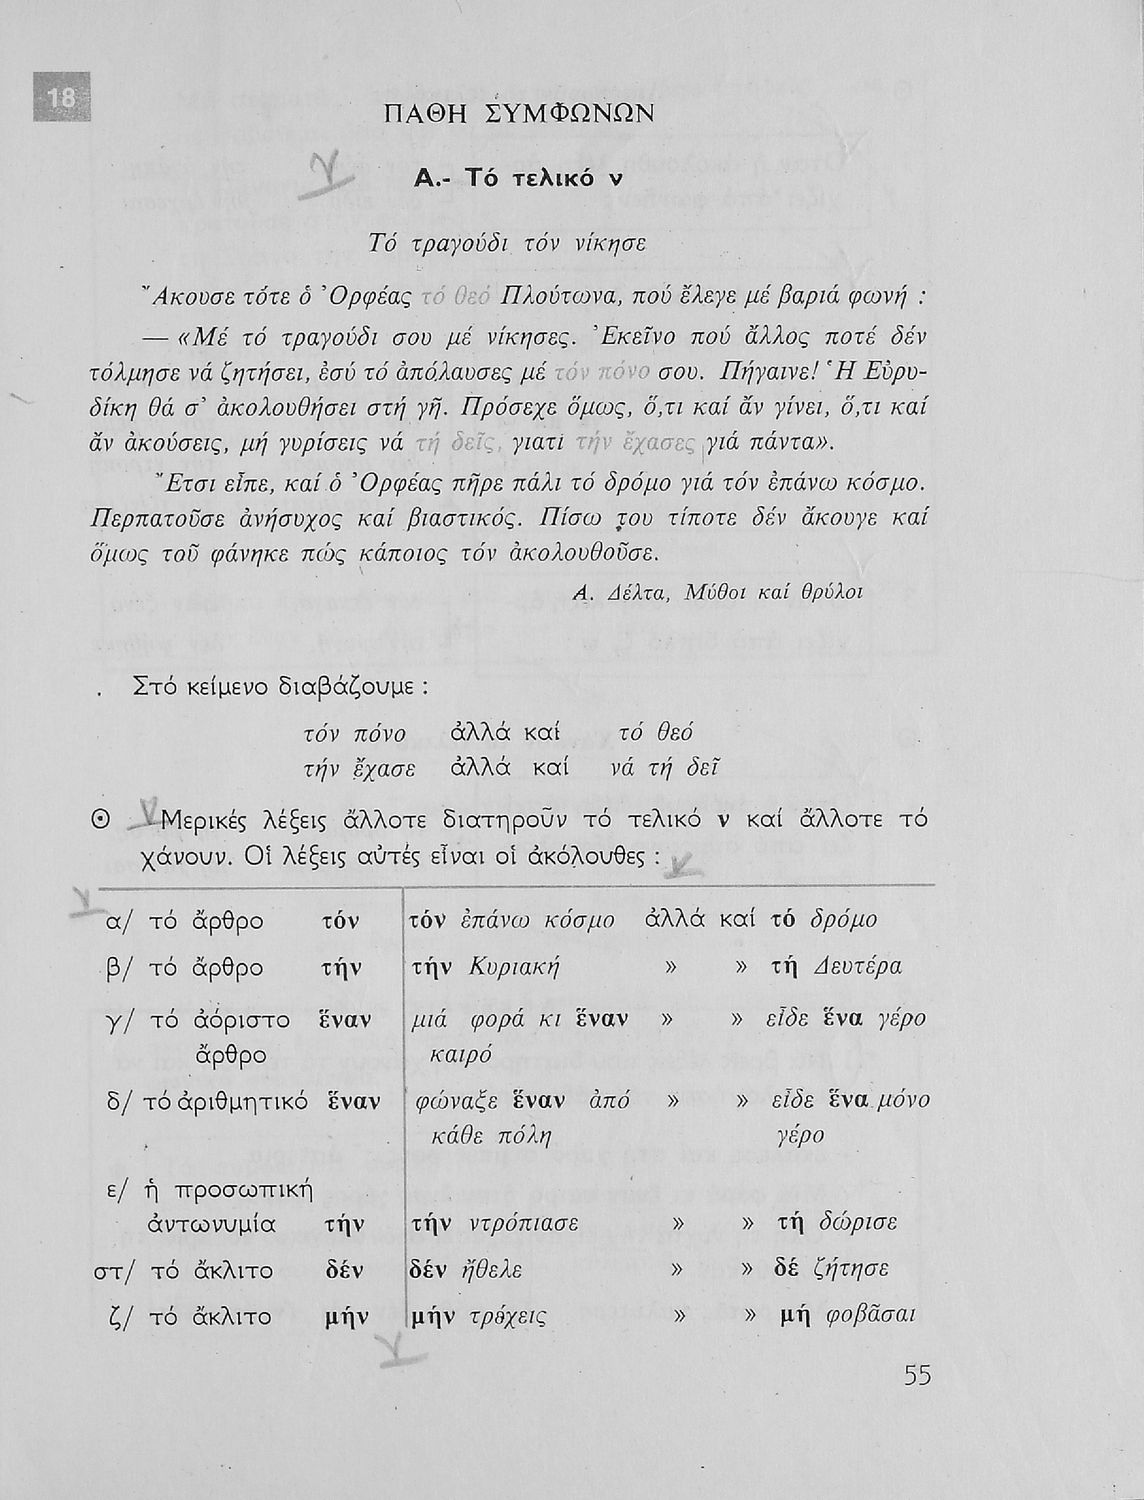 18
ΠΑΘΗ ΣΥΜΦΩΝΩΝ
Α.- Τό τελικό ν
Τό τραγούδι τόν νίκησε
Ἄκουσε τότε ὁ Ὀρφέας τό θεό Πλούτωνα, πού ἔλεγε μέ βαριά φωνή :
— «Μέ τό τραγούδι σου μέ νίκησες. Ἐκεῖνο πού ἄλλος ποτέ δέν
τόλμησε νά ζητήσει, ἐσύ τό ἀπόλαυσες μέ τόν πόνο σου. Πήγαινε! Ἡ Εὐρυ-
δίκη θά σ' ἀκολουθήσει στή γῆ. Πρόσεχε ὅμως, ὅ,τι καί ἄν γίνει, ὅ,τι καί
ἄν ἀκούσεις, μή γυρίσεις νά τή δεῖς, γιατί τήν ἔχασες γιά πάντα».
Ἔτσι εἶπε, καί ὁ Ὀρφέας πῆρε πάλι τό δρόμο γιά τόν ἐπάνω κόσμο.
Περπατοῦσε ἀνήσυχος καί βιαστικός. Πίσω του τίποτε δέν ἄκουγε καί
ὅμως τοῦ φάνηκε πώς κάποιος τόν ἀκολουθοῦσε.
Α. Δέλτα, Μύθοι καί θρύλοι
. Στό κείμενο διαβάζουμε :
τόν πόνο ἀλλά καί τό θεό
τήν ἔχασε ἀλλά καί νά τή δεῖ
⊙ Μερικές λέξεις ἄλλοτε διατηροῦν τό τελικό ν καί ἄλλοτε τό
χάνουν. Οἱ λέξεις αὐτές εἶναι οἱ ἀκόλουθες :
α/ τό ἄρθρο τόν τόν ἐπάνω κόσμο ἀλλά καί τό δρόμο
β/ τό ἄρθρο τήν τήν Κυριακή » » τή Δευτέρα
γ/ τό ἀόριστο ἕναν μιά φορά κι ἕναν » » εἶδε ἕνα γέρο
ἄρθρο καιρό
δ/ τό ἀριθμητικό ἕναν φώναξε ἕναν ἀπό » » εἶδε ἕνα μόνο
κάθε πόλη γέρο
ε/ ἡ προσωπική
ἀντωνυμία τήν τήν ντρόπιασε » » τή δώρισε
στ/ τό ἄκλιτο δέν δέν ἤθελε » » δέ ζήτησε
ζ/ τό ἄκλιτο μήν μήν τρέχεις » » μή φοβᾶσαι
55